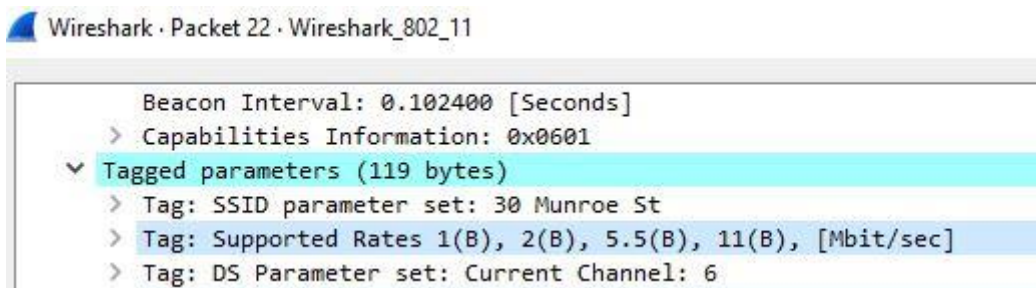 Wireshark · Packet 22 · Wireshark_802_11
Beacon Interval: 0.102400 [Seconds]
> Capabilities Information: 0x0601
Tagged parameters (119 bytes)
> Tag: SSID parameter set: 30 Munroe St
> Tag: Supported Rates 1(B), 2(B), 5.5(B), 11(B), [Mbit/sec]
> Tag: DS Parameter set: Current Channel: 6